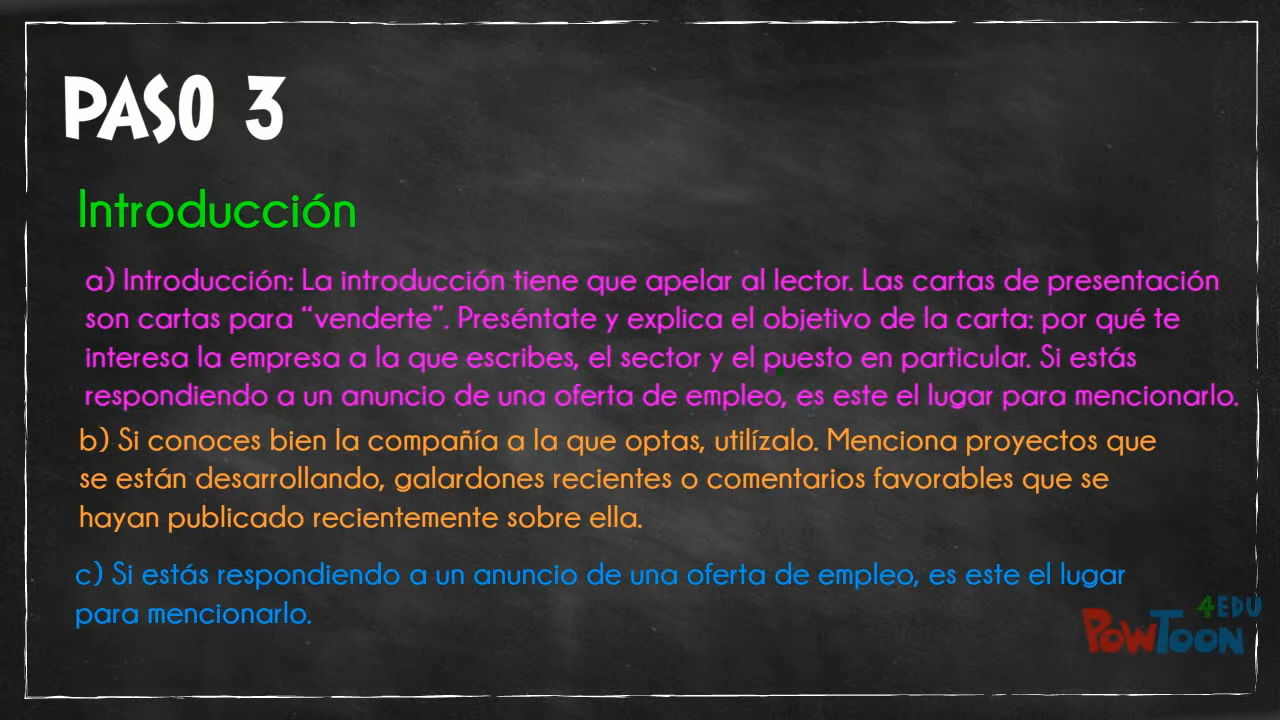 PASO 3
Introducción
a) Introducción: La introducción tiene que apelar al lector. Las cartas de presentación
son cartas para “venderte”. Preséntate y explica el objetivo de la carta: por qué te
interesa la empresa a la que escribes, el sector y el puesto en particular. Si estás
respondiendo a un anuncio de una oferta de empleo, es este el lugar para mencionarlo.
b) Si conoces bien la compañía a la que optas, utilízalo. Menciona proyectos que
se están desarrollando, galardones recientes o comentarios favorables que se
hayan publicado recientemente sobre ella.
c) Si estás respondiendo a un anuncio de una oferta de empleo, es este el lugar
para mencionarlo.
4EDU
POWTOON